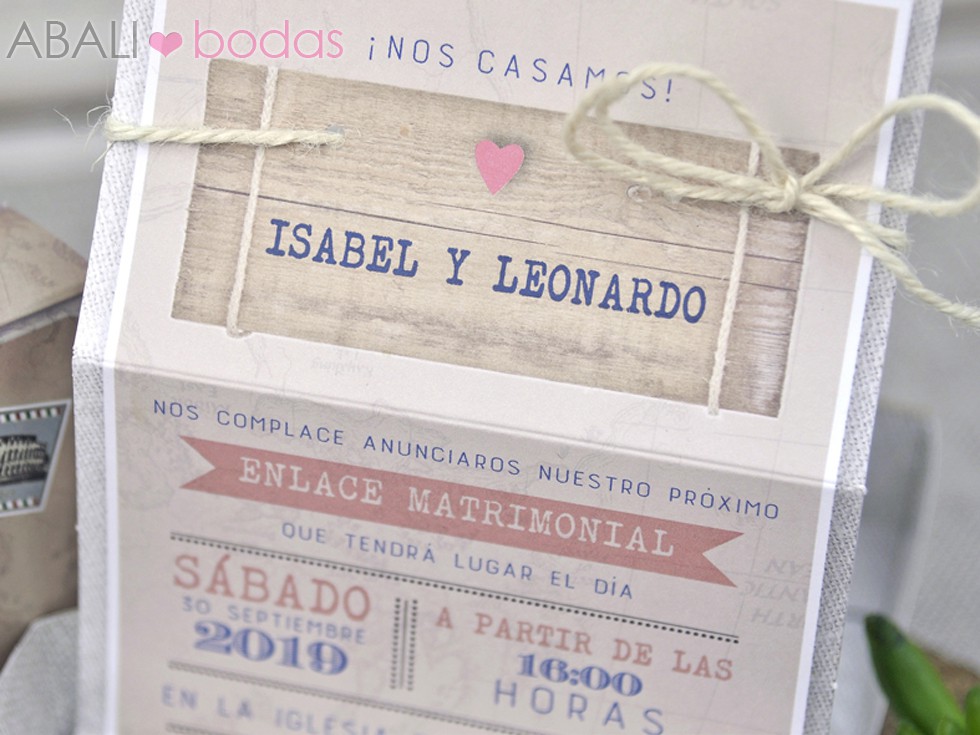 ABALI bodas
¡NOS CASAMOS!
ISABEL Y LEONARDO
NOS COMPLACE ANUNCIAROS NUESTRO PRÓXIMO
ENLACE MATRIMONIAL
QUE TENDRÁ LUGAR EL DÍA
SÁBADO
30 SEPTIEMBRE
2019
A PARTIR DE LAS
16:00
HORAS
EN LA IGLESIA